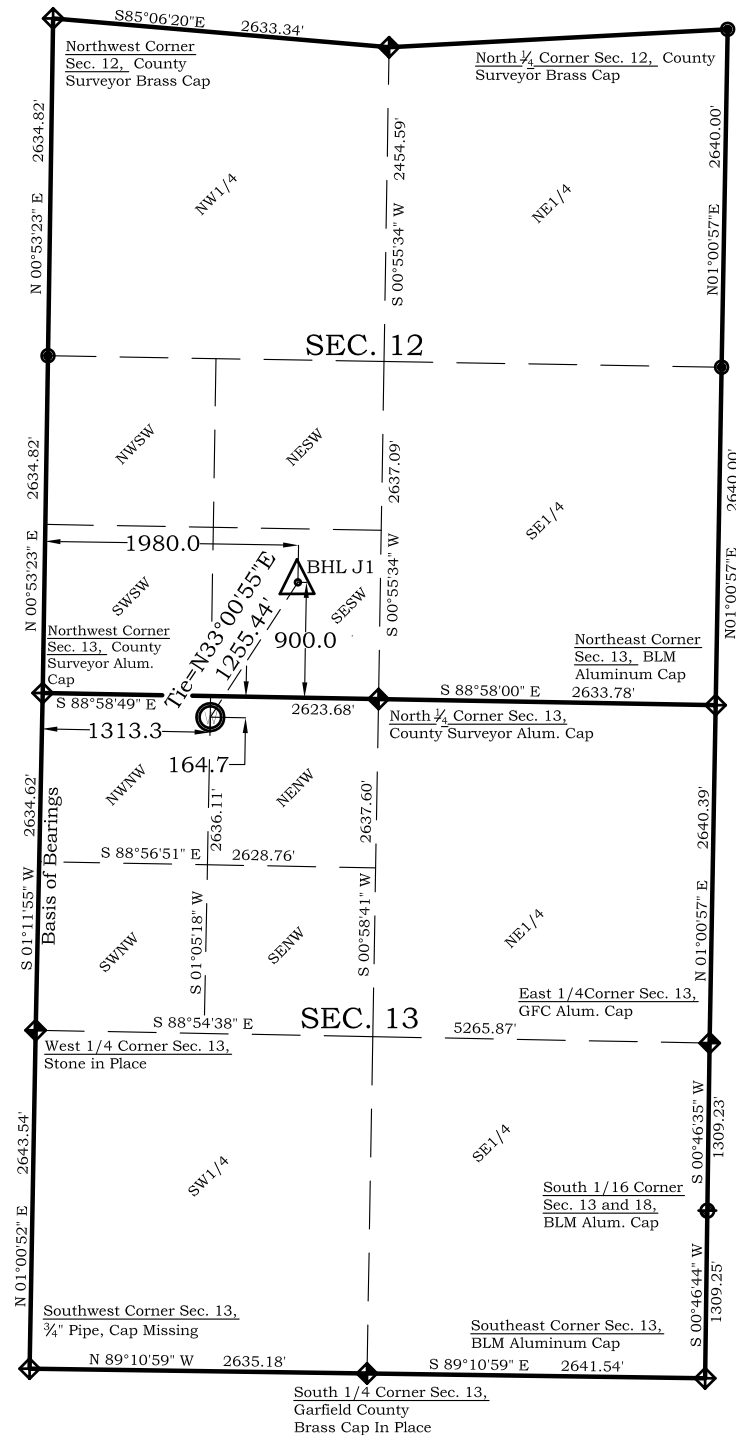 S85°06'20"E 2633.34'
Northwest Corner
Sec. 12, County
Surveyor Brass Cap
North 1/4 Corner Sec. 12, County
Surveyor Brass Cap
2634.82'
N 00°53'23" E
NW1/4
2454.59'
S 00°55'34" W
NE1/4
2640.00'
N01°00'57"E
SEC. 12
2634.82'
N 00°53'23" E
NWSW
NESW
2637.09'
S 00°55'34" W
SE1/4
2640.00'
N01°00'57"E
1980.0
BHL J1
SWSW
SESW
Tie=N33°00'55"E
1255.44'
900.0
Northwest Corner
Sec. 13, County
Surveyor Alum.
Cap
Northeast Corner
Sec. 13, BLM
Aluminum Cap
S 88°58'49" E
2623.68'
S 88°58'00" E 2633.78'
North 1/4 Corner Sec. 13,
County Surveyor Alum. Cap
1313.3
164.7
2634.62'
S 01°11'55" W
Basis of Bearings
NWNW
NENW
2636.11'
S 01°05'18" W
2637.60'
S 00°58'41" W
2640.39'
N 01°00'57" E
S 88°56'51" E 2628.76'
SWNW
SENW
NE1/4
East 1/4Corner Sec. 13,
GFC Alum. Cap
S 88°54'38" E
SEC. 13
5265.87'
West 1/4 Corner Sec. 13,
Stone in Place
2643.54'
N 01°00'52" E
SW1/4
SE1/4
S 00°46'35" W
1309.23'
South 1/16 Corner
Sec. 13 and 18,
BLM Alum. Cap
S 00°46'44" W
1309.25'
Southwest Corner Sec. 13,
¾" Pipe, Cap Missing
Southeast Corner Sec. 13,
BLM Aluminum Cap
N 89°10'59" W 2635.18'
S 89°10'59" E 2641.54'
South 1/4 Corner Sec. 13,
Garfield County
Brass Cap In Place